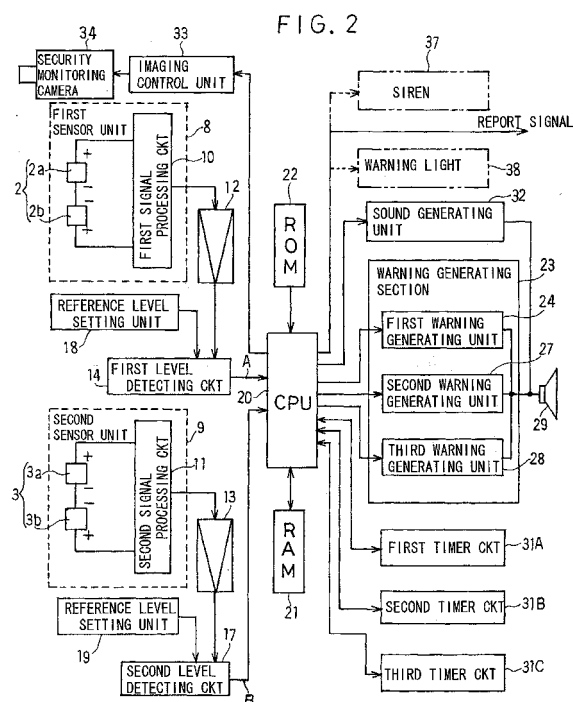 FIG. 2
34
SECURITY
MONITORING
CAMERA
33
IMAGING
CONTROL UNIT
37
SIREN
REPORT SIGNAL
WARNING LIGHT
38
FIRST
SENSOR UNIT
8
2
2a
2b
+
−
−
+
FIRST SIGNAL
PROCESSING CKT
10
12
REFERENCE LEVEL
SETTING UNIT
18
14
FIRST LEVEL
DETECTING CKT
A
22
ROM
20
CPU
RAM
21
32
SOUND GENERATING
UNIT
WARNING GENERATING
SECTION
23
24
FIRST WARNING
GENERATING UNIT
27
SECOND WARNING
GENERATING UNIT
THIRD WARNING
GENERATING UNIT
28
29
SECOND
SENSOR UNIT
9
3
3a
3b
+
−
−
+
SECOND SIGNAL
PROCESSING CKT
11
13
REFERENCE LEVEL
SETTING UNIT
19
17
SECOND LEVEL
DETECTING CKT
B
FIRST TIMER CKT
31A
SECOND TIMER CKT
31B
THIRD TIMER CKT
31C